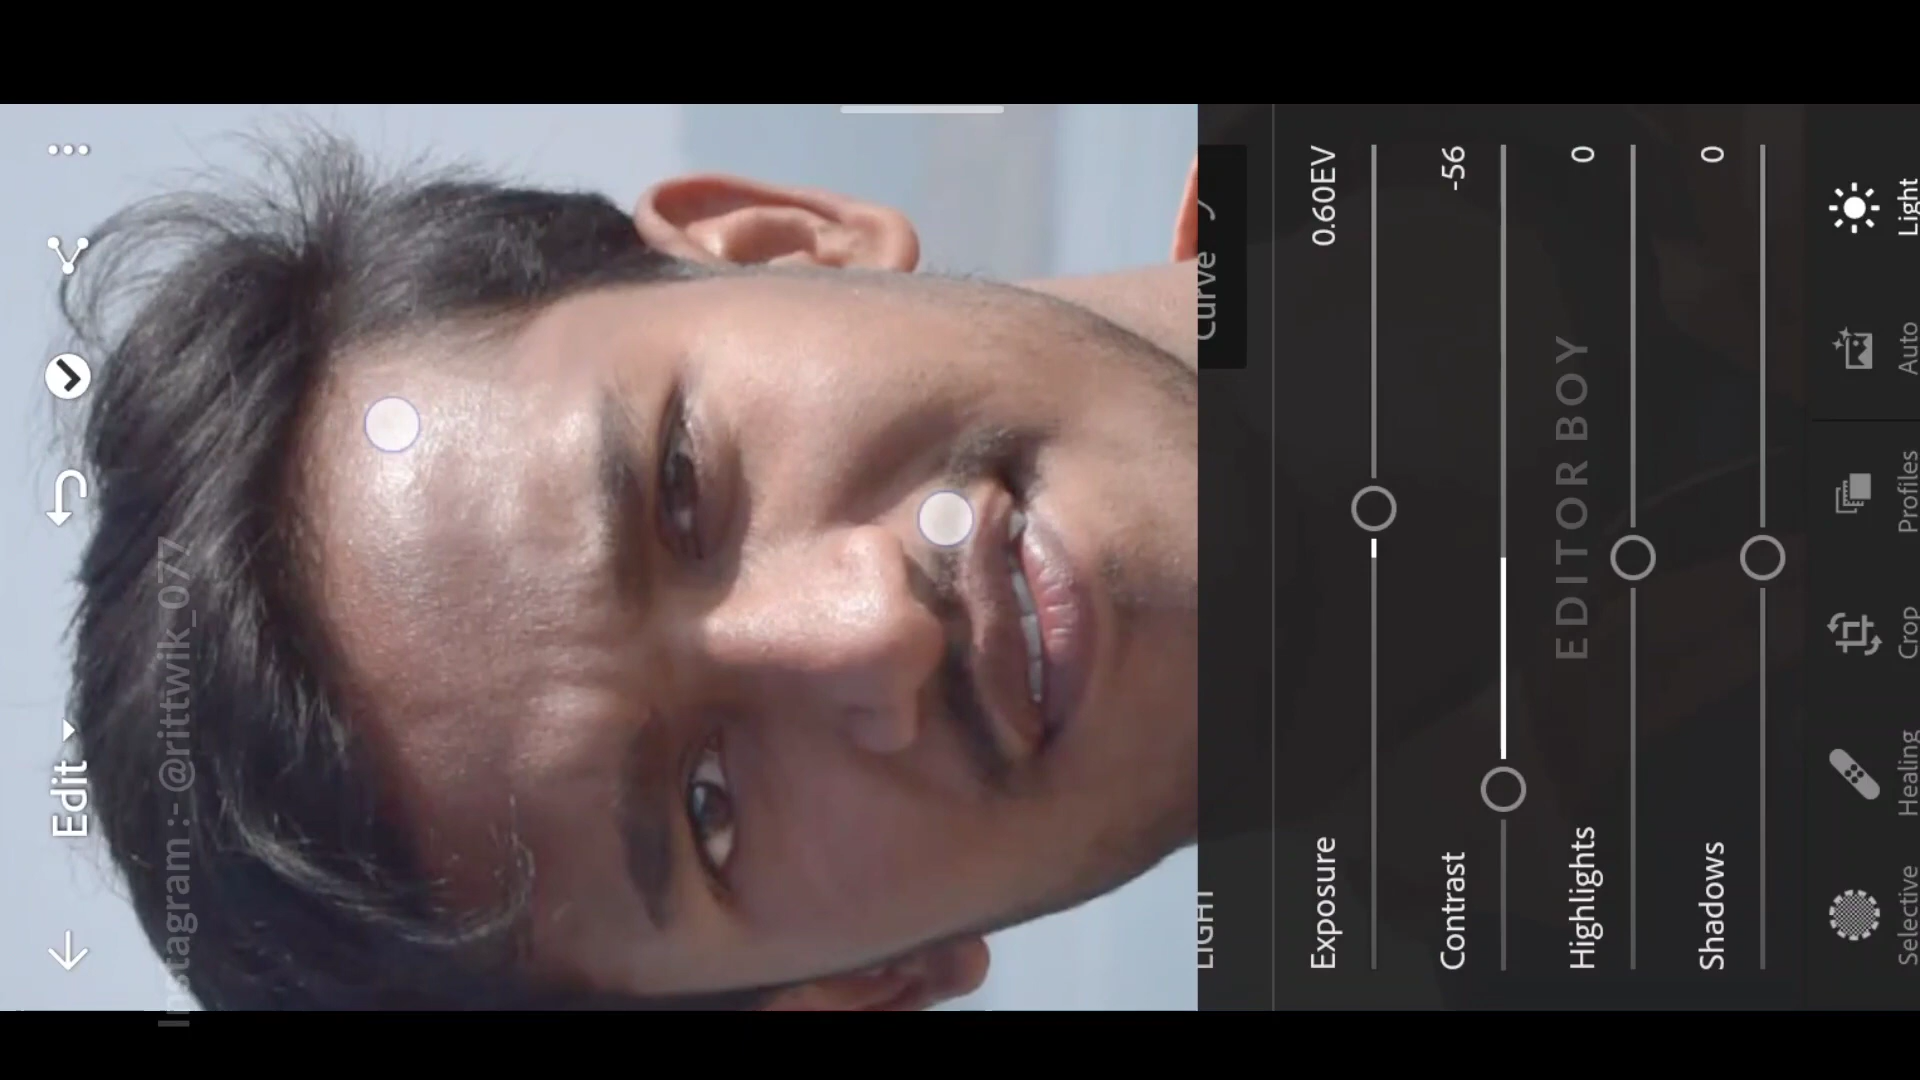 Edit
Instagram :- @rittwik_077
LIGHT
Curve
Exposure
0.60EV
Contrast
-56
EDITOR BOY
Highlights
0
Shadows
0
Selective
Healing
Crop
Profiles
Auto
Light